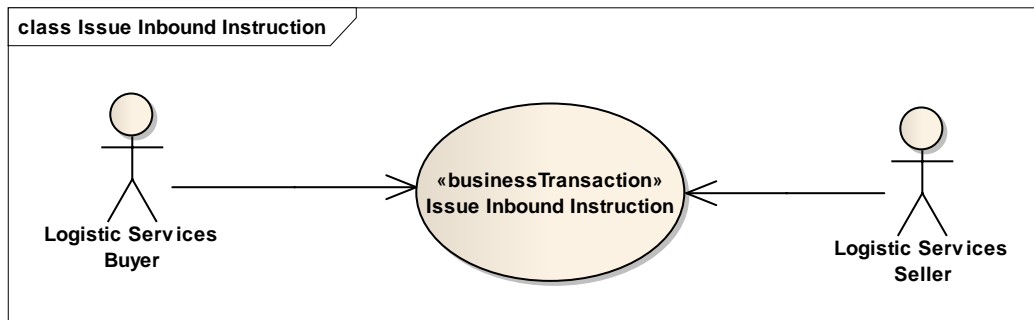 class Issue Inbound Instruction
«businessTransaction»
Issue Inbound Instruction
Logistic Services
Buyer
Logistic Services
Seller